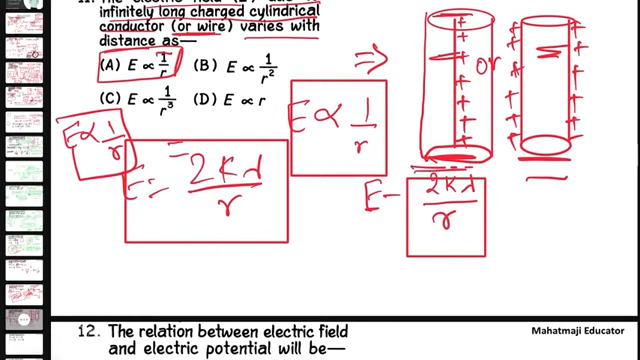 infinitely long charged cylindrical
conductor (or wire) varies with
distance as—
(A) E ∝ 1/r (B) E ∝ 1/r²
(C) E ∝ 1/r³ (D) E ∝ r
⇒
or
E ∝ 1/r
E ∝ 1/r
E = 2Kλ/r
E = 2Kλ/r
12. The relation between electric field
and electric potential will be—
Mahatmaji Educator